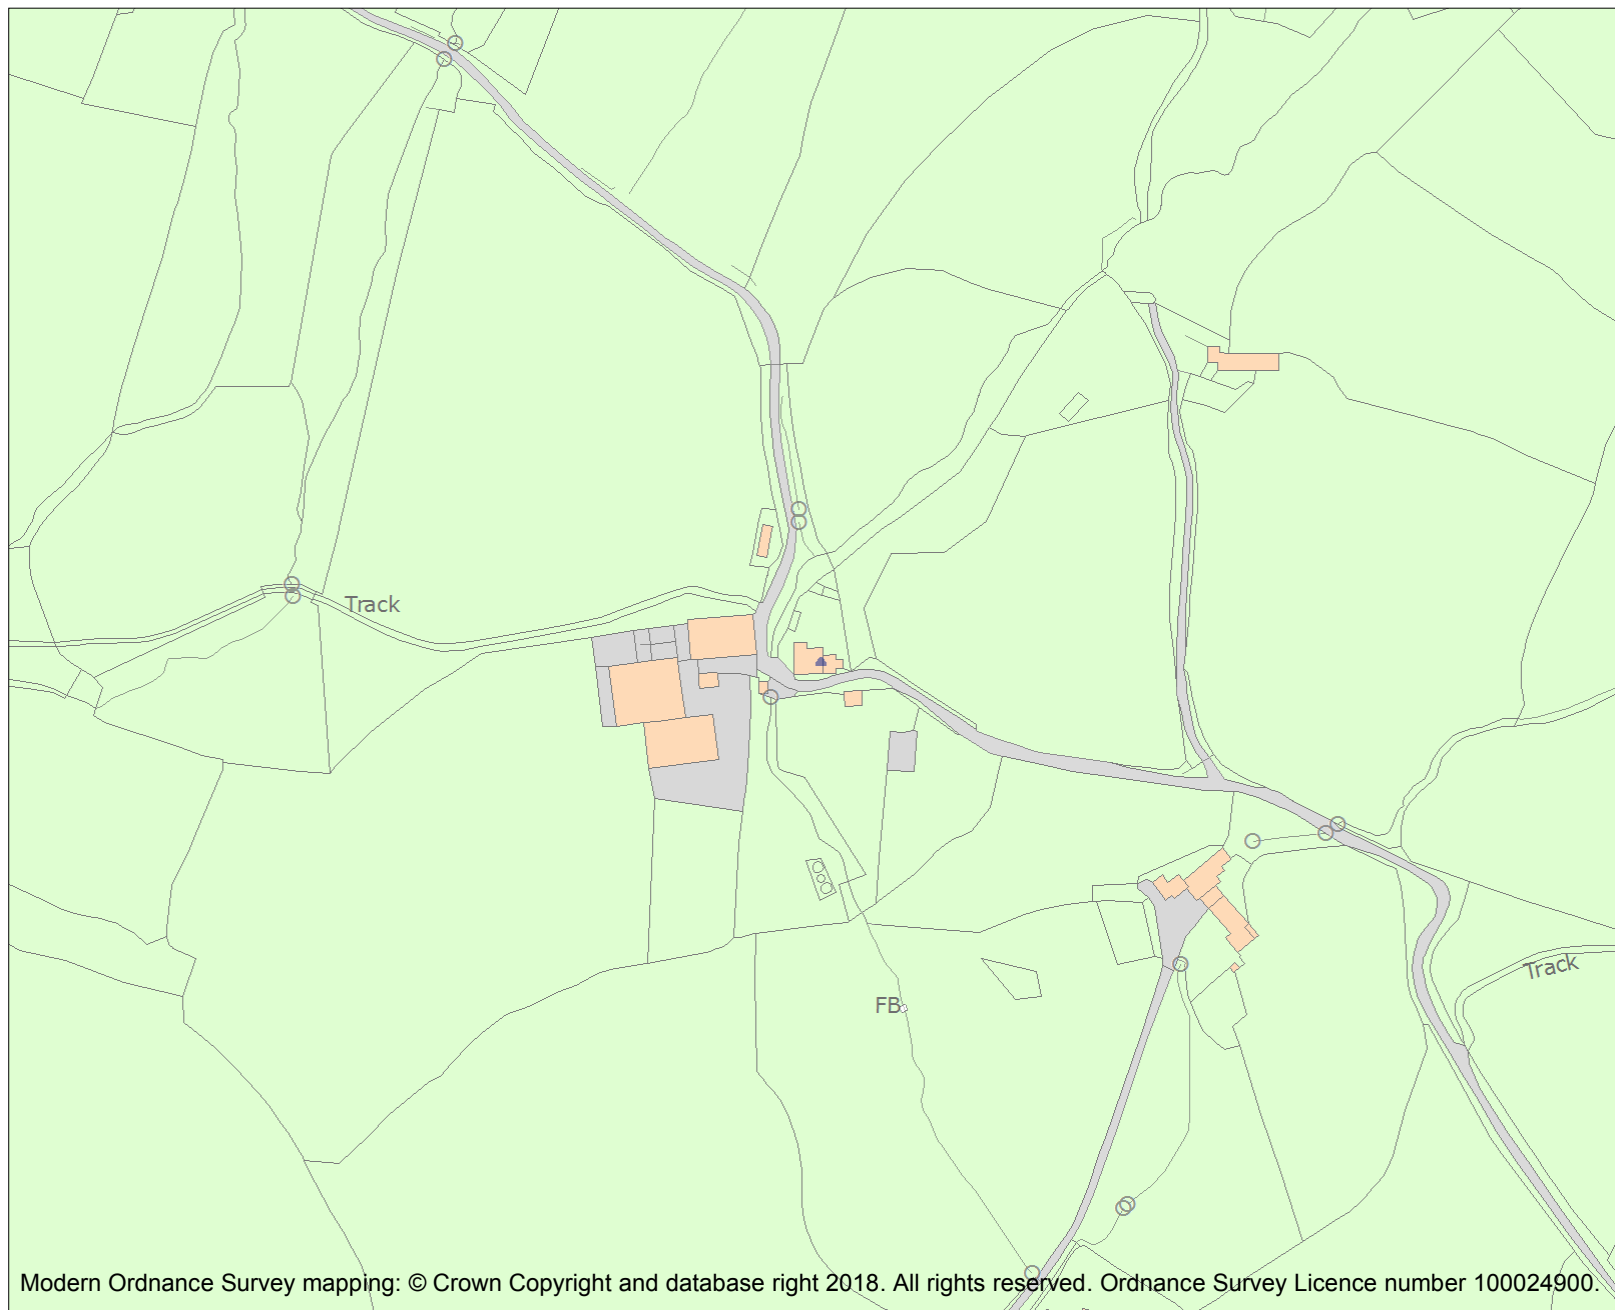 Track
Track
FB
Modern Ordnance Survey mapping: © Crown Copyright and database right 2018. All rights reserved. Ordnance Survey Licence number 100024900.